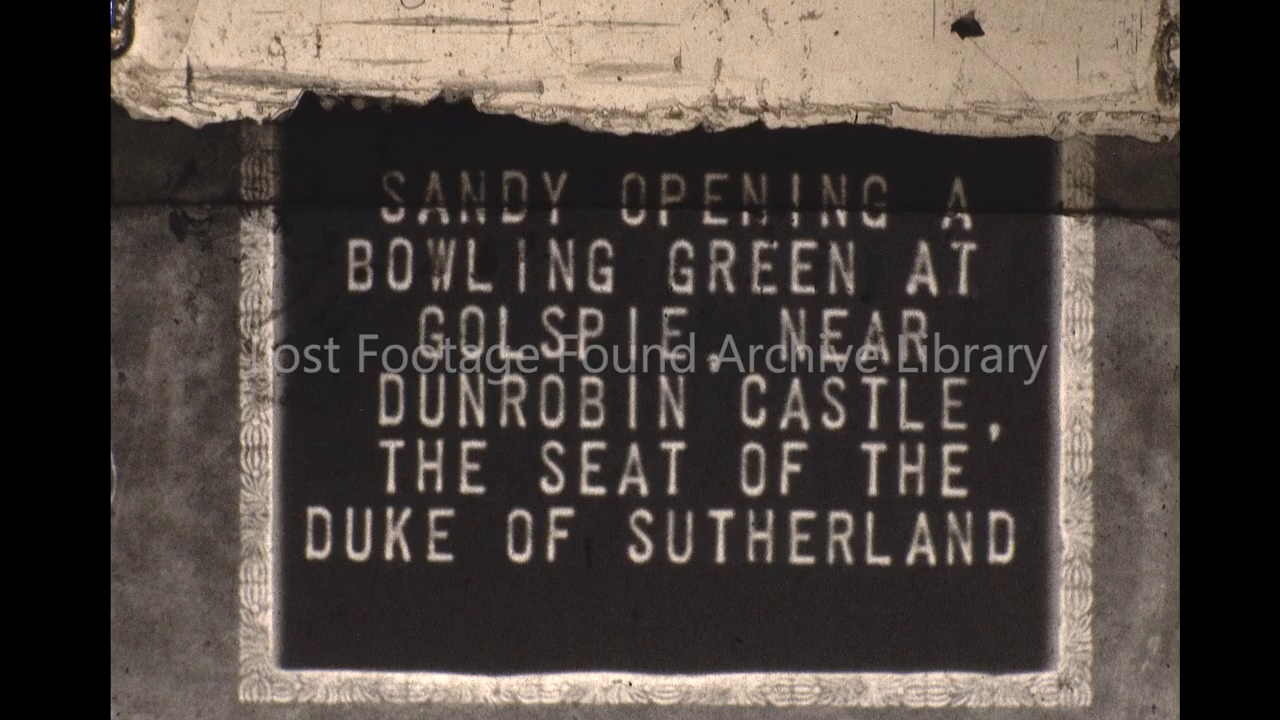 SANDY OPENING A
BOWLING GREEN AT
GOLSPIE, NEAR
Lost Footage Found Archive Library
DUNROBIN CASTLE,
THE SEAT OF THE
DUKE OF SUTHERLAND